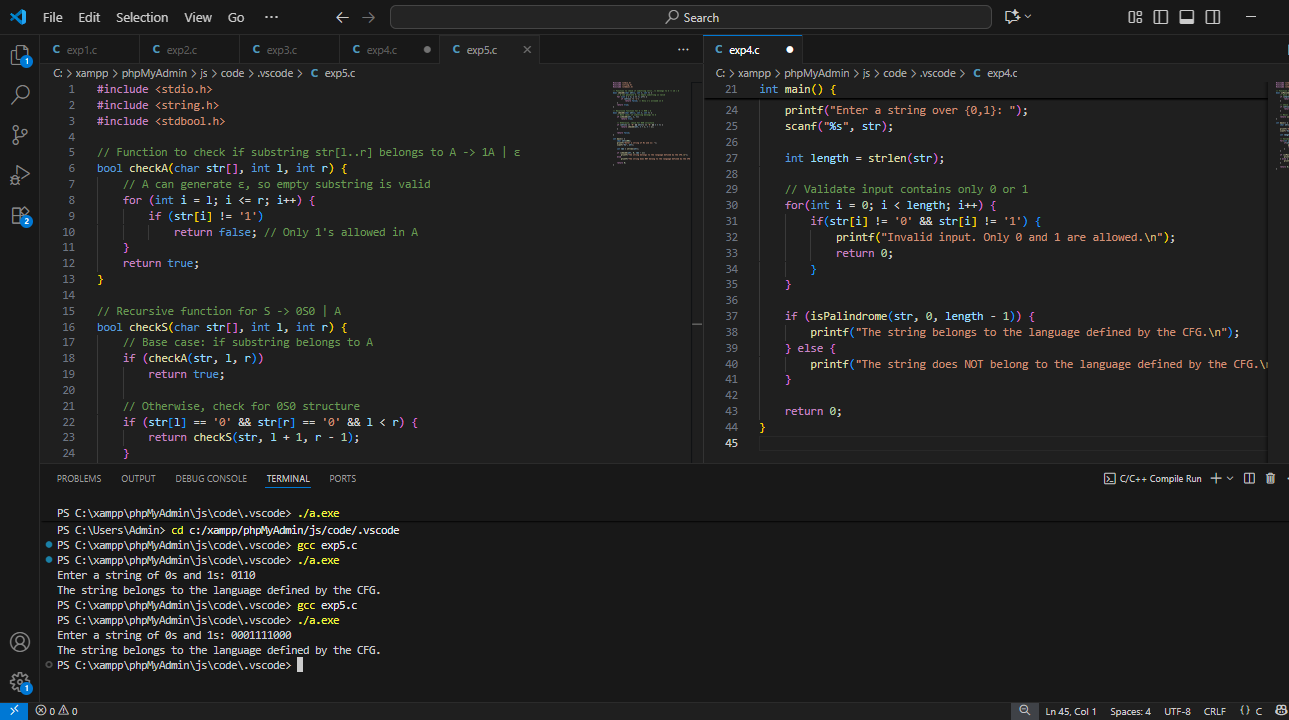 File Edit Selection View Go ··· Search
exp1.c exp2.c exp3.c exp4.c exp5.c
C: > xampp > phpMyAdmin > js > code > .vscode > C exp5.c
1 #include <stdio.h>
2 #include <string.h>
3 #include <stdbool.h>
4
5 // Function to check if substring str[l..r] belongs to A -> 1A | ε
6 bool checkA(char str[], int l, int r) {
7 // A can generate ε, so empty substring is valid
8 for (int i = l; i <= r; i++) {
9 if (str[i] != '1')
10 return false; // Only 1's allowed in A
11 }
12 return true;
13 }
14
15 // Recursive function for S -> 0S0 | A
16 bool checkS(char str[], int l, int r) {
17 // Base case: if substring belongs to A
18 if (checkA(str, l, r))
19 return true;
20
21 // Otherwise, check for 0S0 structure
22 if (str[l] == '0' && str[r] == '0' && l < r) {
23 return checkS(str, l + 1, r - 1);
24 }
C exp4.c
C: > xampp > phpMyAdmin > js > code > .vscode > C exp4.c
21 int main() {
24 printf("Enter a string over {0,1}: ");
25 scanf("%s", str);
26
27 int length = strlen(str);
28
29 // Validate input contains only 0 or 1
30 for(int i = 0; i < length; i++) {
31 if(str[i] != '0' && str[i] != '1') {
32 printf("Invalid input. Only 0 and 1 are allowed.\n");
33 return 0;
34 }
35 }
36
37 if (isPalindrome(str, 0, length - 1)) {
38 printf("The string belongs to the language defined by the CFG.\n");
39 } else {
40 printf("The string does NOT belong to the language defined by the CFG.\
41 }
42
43 return 0;
44 }
45
PROBLEMS OUTPUT DEBUG CONSOLE TERMINAL PORTS
C/C++ Compile Run
PS C:\xampp\phpMyAdmin\js\code\.vscode> ./a.exe
PS C:\Users\Admin> cd c:/xampp/phpMyAdmin/js/code/.vscode
PS C:\xampp\phpMyAdmin\js\code\.vscode> gcc exp5.c
PS C:\xampp\phpMyAdmin\js\code\.vscode> ./a.exe
Enter a string of 0s and 1s: 0110
The string belongs to the language defined by the CFG.
PS C:\xampp\phpMyAdmin\js\code\.vscode> gcc exp5.c
PS C:\xampp\phpMyAdmin\js\code\.vscode> ./a.exe
Enter a string of 0s and 1s: 0001111000
The string belongs to the language defined by the CFG.
PS C:\xampp\phpMyAdmin\js\code\.vscode>
0 0 Ln 45, Col 1 Spaces: 4 UTF-8 CRLF {} C